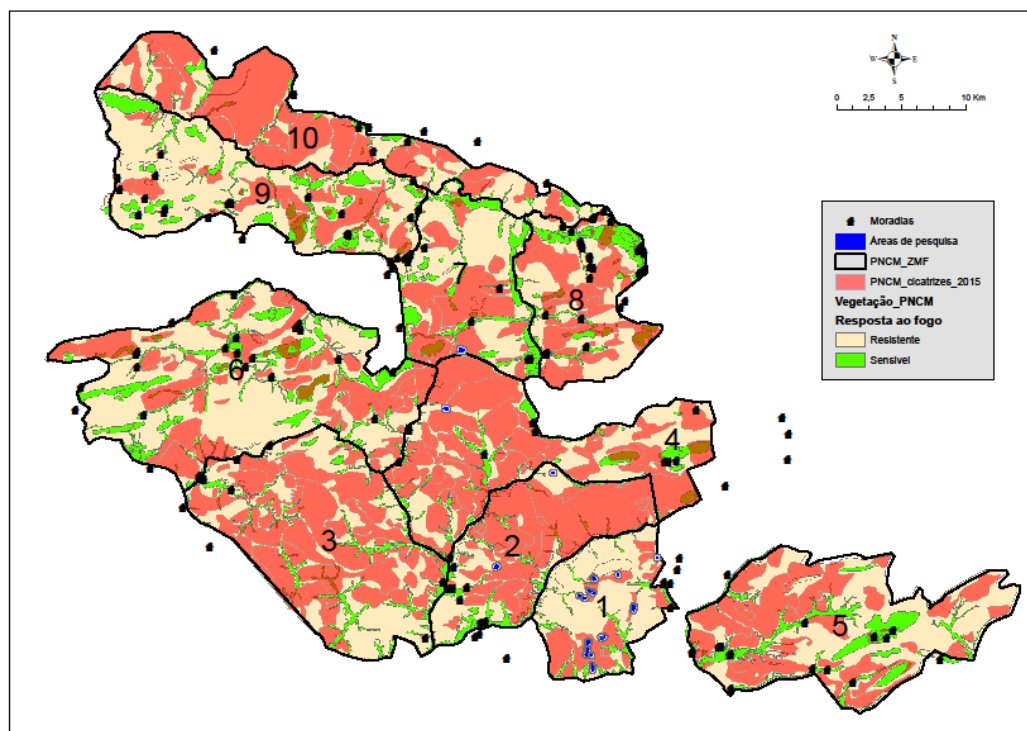 N
W E
S
0 2,5 5 10 Km
10
9
7
8
6
4
3
2
1
5
Moradias
Áreas de pesquisa
PNCM_ZMF
PNCM_cicatrizes_2015
Vegetação_PNCM
Resposta ao fogo
Resistente
Sensível